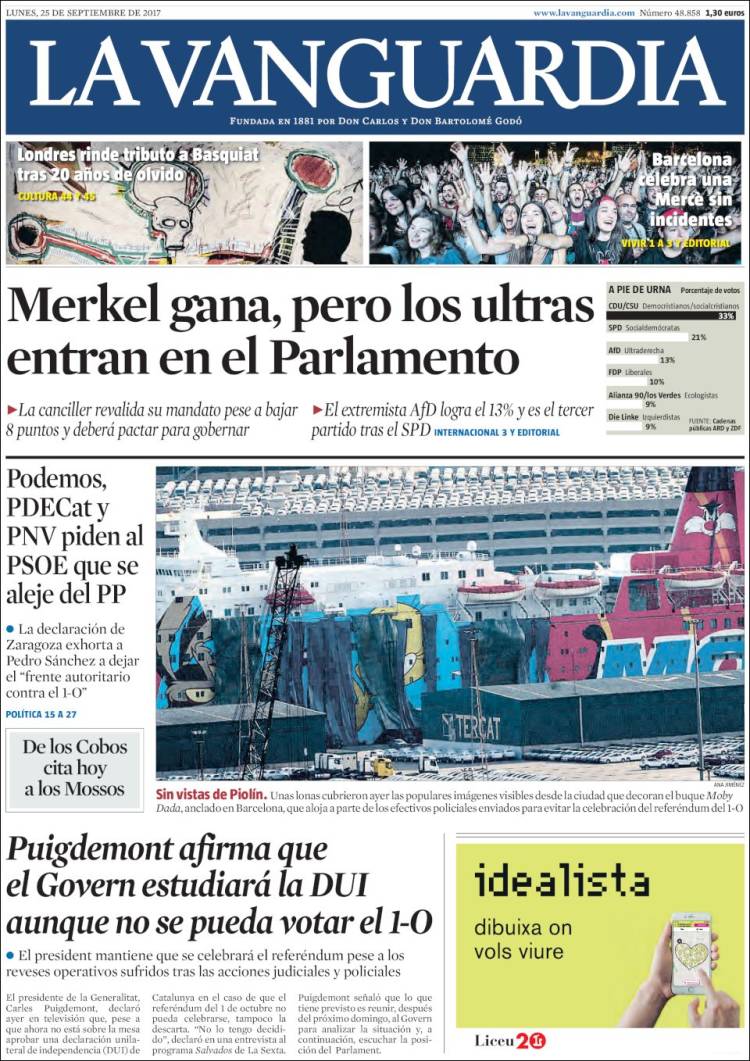 LUNES, 25 DE SEPTIEMBRE DE 2017
www.lavanguardia.com Número 48.858 1,30 euros
LA VANGUARDIA
FUNDADA EN 1881 POR DON CARLOS Y DON BARTOLOMÉ GODÓ
Londres rinde tributo a Basquiat
tras 20 años de olvido
CULTURA 44 Y 45
Barcelona
celebra una
Mercè sin
incidentes
VIVIR 1 A 3 Y EDITORIAL
Merkel gana, pero los ultras
entran en el Parlamento
►La canciller revalida su mandato pese a bajar
8 puntos y deberá pactar para gobernar
►El extremista AfD logra el 13% y es el tercer
partido tras el SPD INTERNACIONAL 3 Y EDITORIAL
A PIE DE URNA Porcentaje de votos
CDU/CSU Democristianos/socialcristianos
33%
SPD Socialdemócratas
21%
AfD Ultraderecha
13%
FDP Liberales
10%
Alianza 90/los Verdes Ecologistas
9%
Die Linke Izquierdistas
9%
FUENTE: Cadenas
públicas ARD y ZDF
Podemos,
PDECat y
PNV piden al
PSOE que se
aleje del PP
● La declaración de
Zaragoza exhorta a
Pedro Sánchez a dejar
el “frente autoritario
contra el 1-O”
POLÍTICA 15 A 27
De los Cobos
cita hoy
a los Mossos
TERCAT
ANA JIMÉNEZ
Sin vistas de Piolín. Unas lonas cubrieron ayer las populares imágenes visibles desde la ciudad que decoran el buque Moby
Dada, anclado en Barcelona, que aloja a parte de los efectivos policiales enviados para evitar la celebración del referéndum del 1-O
Puigdemont afirma que
el Govern estudiará la DUI
aunque no se pueda votar el 1-O
● El president mantiene que se celebrará el referéndum pese a los
reveses operativos sufridos tras las acciones judiciales y policiales
El presidente de la Generalitat,
Carles Puigdemont, declaró
ayer en televisión que, pese
a que ahora no está sobre la mesa
aprobar una declaración unila-
teral de independencia (DUI) de
Catalunya en el caso de que el
referéndum del 1 de octubre no
pueda celebrarse, tampoco la
descarta. “No lo tengo decidi-
do”, declaró en una entrevista al
programa Salvados de La Sexta.
Puigdemont señaló que lo que
tiene previsto es reunir, después
del próximo domingo, al Govern
para analizar la situación y, a
continuación, escuchar la posi-
ción del Parlament.
idealista
dibuixa on
vols viure
Liceu20